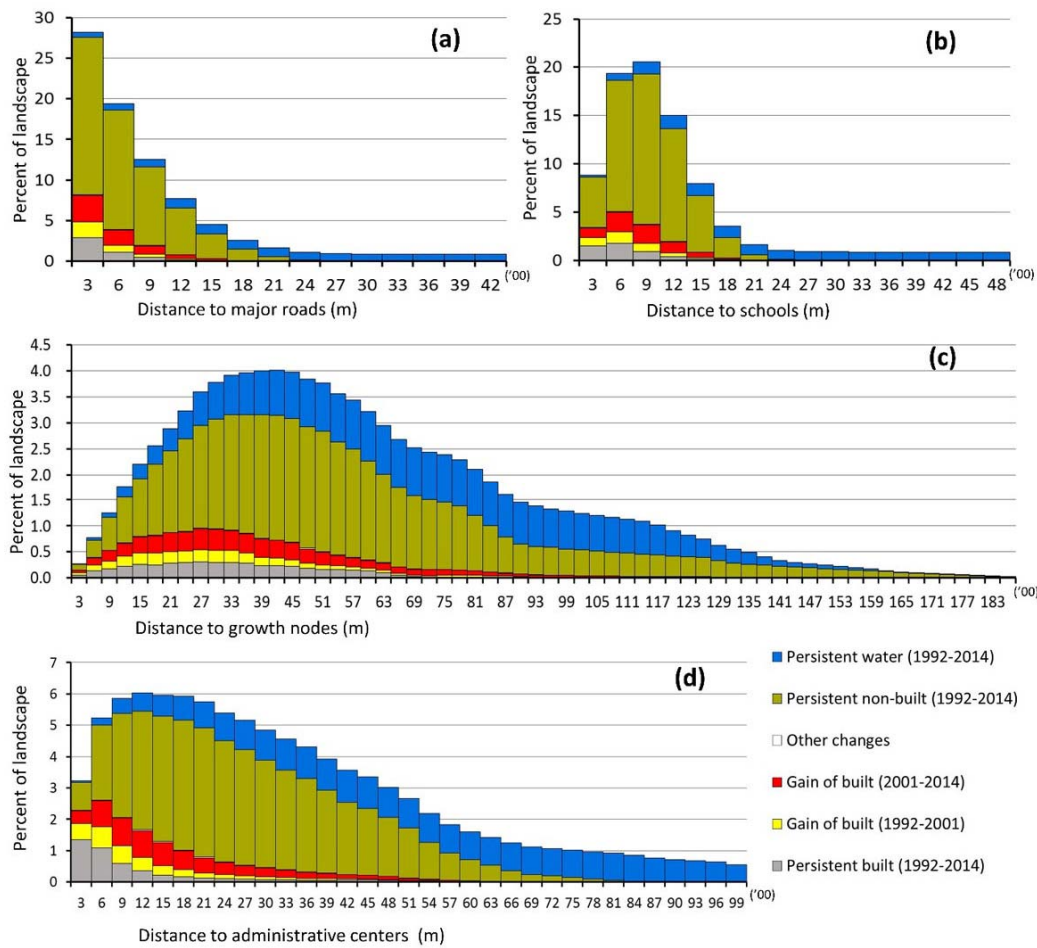 (a)
Percent of landscape
30
25
20
15
10
5
0
3 6 9 12 15 18 21 24 27 30 33 36 39 42
('00)
Distance to major roads (m)
(b)
Percent of landscape
25
20
15
10
5
0
3 6 9 12 15 18 21 24 27 30 33 36 39 45 48
('00)
Distance to schools (m)
(c)
Percent of landscape
4.5
4.0
3.5
3.0
2.5
2.0
1.5
1.0
0.5
0.0
3 9 15 21 27 33 39 45 51 57 63 69 75 81 87 93 99 105 111 117 123 129 135 141 147 153 159 165 171 177 183
('00)
Distance to growth nodes (m)
(d)
Percent of landscape
7
6
5
4
3
2
1
0
3 6 9 12 15 18 21 24 27 30 33 36 39 42 45 48 51 54 57 60 63 66 69 72 75 78 81 84 87 90 93 96 99
('00)
Distance to administrative centers (m)
Persistent water (1992-2014)
Persistent non-built (1992-2014)
Other changes
Gain of built (2001-2014)
Gain of built (1992-2001)
Persistent built (1992-2014)